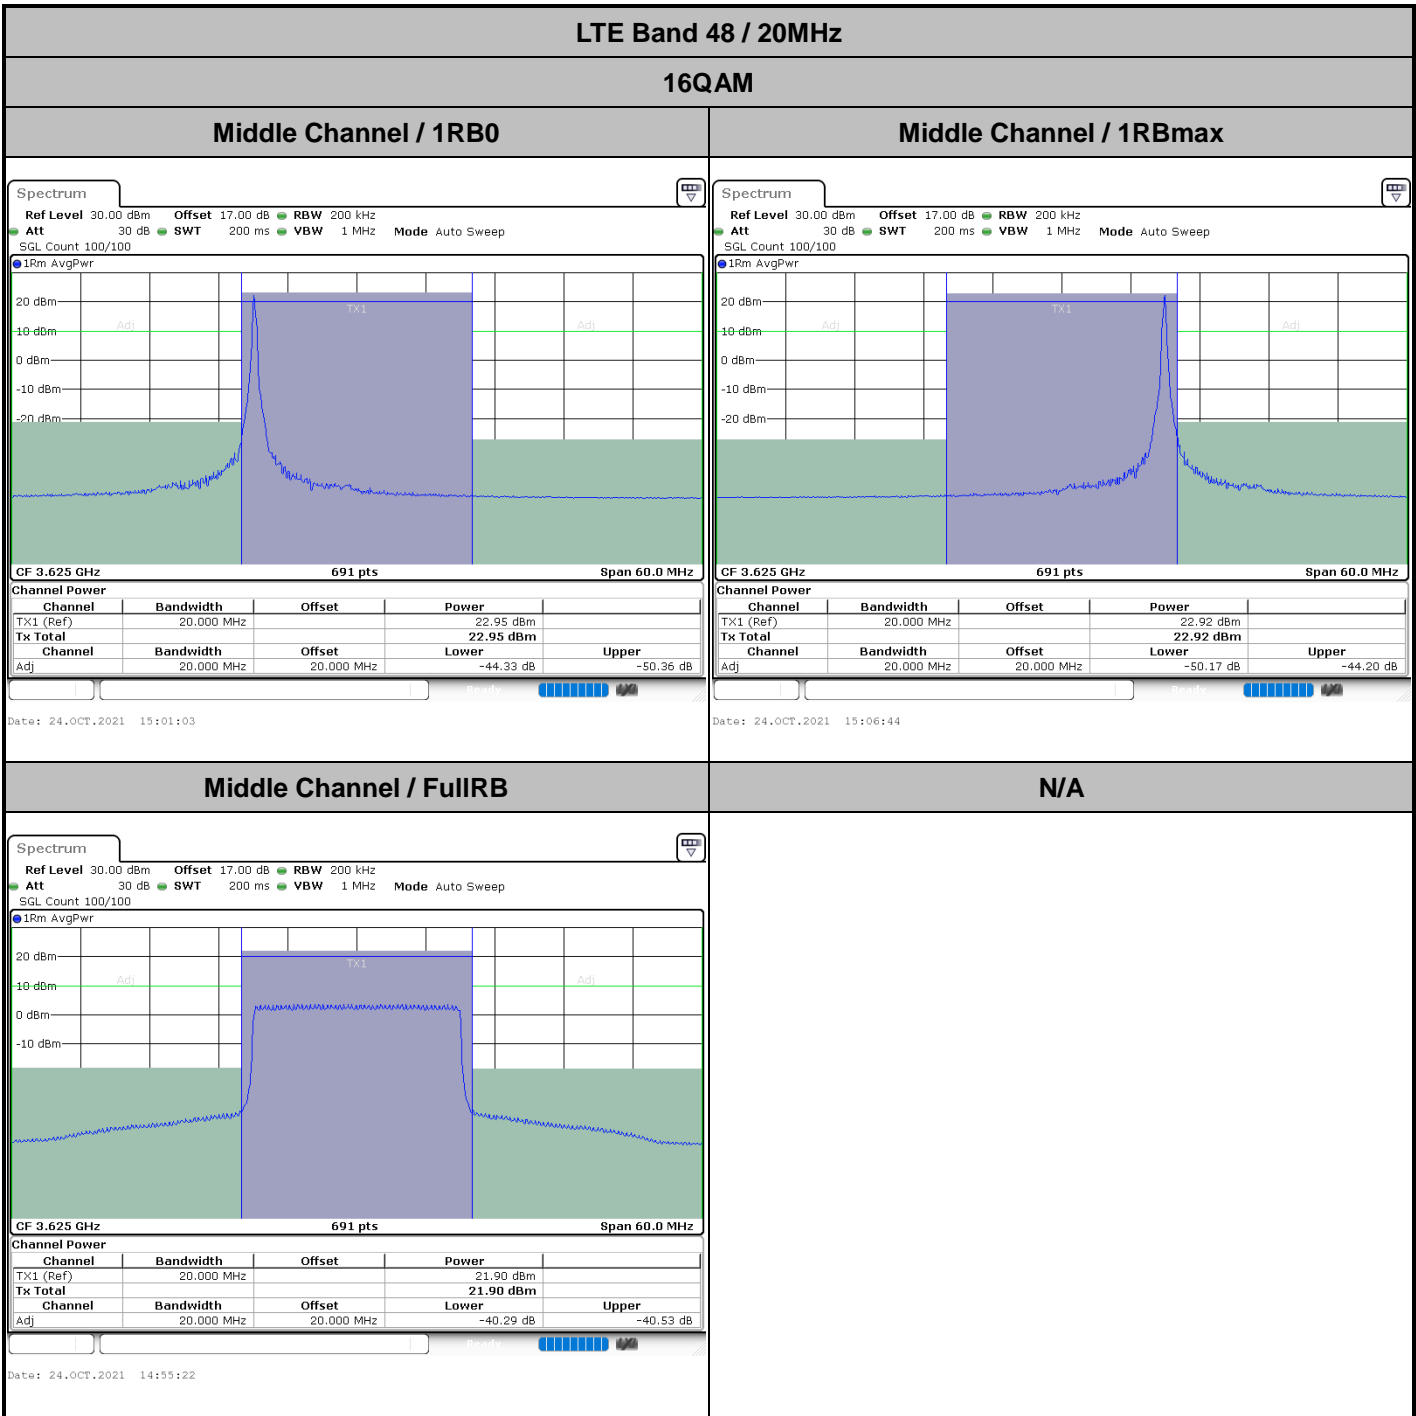 LTE Band 48 / 20MHz
16QAM
Middle Channel / 1RB0
Middle Channel / 1RBmax
Spectrum
Ref Level 30.00 dBm Offset 17.00 dB RBW 200 kHz
Att 30 dB SWT 200 ms VBW 1 MHz Mode Auto Sweep
SGL Count 100/100
1Rm AvgPwr
TX1
Adj
Adj
20 dBm
10 dBm
0 dBm
-10 dBm
-20 dBm
CF 3.625 GHz 691 pts Span 60.0 MHz
Channel Power
Channel Bandwidth Offset Power
TX1 (Ref) 20.000 MHz 22.95 dBm
Tx Total 22.95 dBm
Channel Bandwidth Offset Lower Upper
Adj 20.000 MHz 20.000 MHz -44.33 dB -50.36 dB
Ready
Date: 24.OCT.2021 15:01:03
Spectrum
Ref Level 30.00 dBm Offset 17.00 dB RBW 200 kHz
Att 30 dB SWT 200 ms VBW 1 MHz Mode Auto Sweep
SGL Count 100/100
1Rm AvgPwr
TX1
Adj
Adj
20 dBm
10 dBm
0 dBm
-10 dBm
-20 dBm
CF 3.625 GHz 691 pts Span 60.0 MHz
Channel Power
Channel Bandwidth Offset Power
TX1 (Ref) 20.000 MHz 22.92 dBm
Tx Total 22.92 dBm
Channel Bandwidth Offset Lower Upper
Adj 20.000 MHz 20.000 MHz -50.17 dB -44.20 dB
Ready
Date: 24.OCT.2021 15:06:44
Middle Channel / FullRB
N/A
Spectrum
Ref Level 30.00 dBm Offset 17.00 dB RBW 200 kHz
Att 30 dB SWT 200 ms VBW 1 MHz Mode Auto Sweep
SGL Count 100/100
1Rm AvgPwr
TX1
Adj
Adj
20 dBm
10 dBm
0 dBm
-10 dBm
CF 3.625 GHz 691 pts Span 60.0 MHz
Channel Power
Channel Bandwidth Offset Power
TX1 (Ref) 20.000 MHz 21.90 dBm
Tx Total 21.90 dBm
Channel Bandwidth Offset Lower Upper
Adj 20.000 MHz 20.000 MHz -40.29 dB -40.53 dB
Ready
Date: 24.OCT.2021 14:55:22